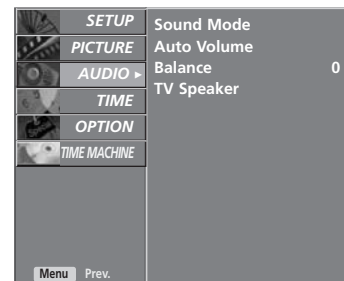 SETUP
PICTURE
AUDIO ▸
TIME
OPTION
TIME MACHINE
Menu Prev.
Sound Mode
Auto Volume
Balance 0
TV Speaker